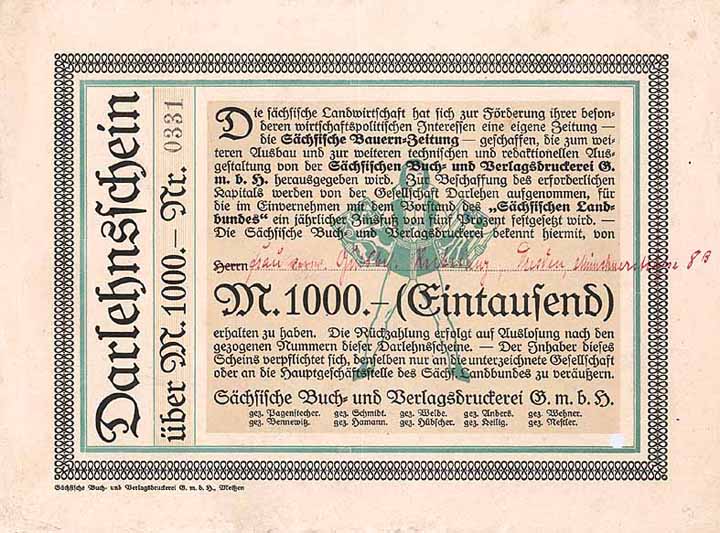 Darlehnsschein
über M. 1000.— Nr. 0331
Die sächsische Landwirtschaft hat sich zur Förderung ihrer beson-
deren wirtschaftspolitischen Interessen eine eigene Zeitung —
die Sächsische Bauern-Zeitung — geschaffen, die zum wei-
teren Ausbau und zur weiteren technischen und redaktionellen Aus-
gestaltung von der Sächsischen Buch- und Verlagsdruckerei G.
m. b. H. herausgegeben wird. Zur Beschaffung des erforderlichen
Kapitals werden von der Gesellschaft Darlehen aufgenommen, für
die im Einvernehmen mit dem Vorstand des „Sächsischen Land-
bundes“ ein jährlicher Zinsfuß von fünf Prozent festgesetzt wird. —
Die Sächsische Buch- und Verlagsdruckerei bekennt hiermit, von
Herrn Dresden, 8 B
M. 1000.— (Eintausend)
erhalten zu haben. Die Rückzahlung erfolgt auf Auslosung nach den
gezogenen Nummern dieser Darlehnsscheine. — Der Inhaber dieses
Scheins verpflichtet sich, denselben nur an die unterzeichnete Gesellschaft
oder an die Hauptgeschäftsstelle des Sächs. Landbundes zu veräußern.
Sächsische Buch- und Verlagsdruckerei G. m. b. H.
gez. Pagenstecher. gez. Schmidt. gez. Welde. gez. Anders. gez. Wehner.
gez. Bennewitz. gez. Hamann. gez. Hübscher. gez. Keilig. gez. Nestler.
Sächsische Buch- und Verlagsdruckerei G. m. b. H., Meißen